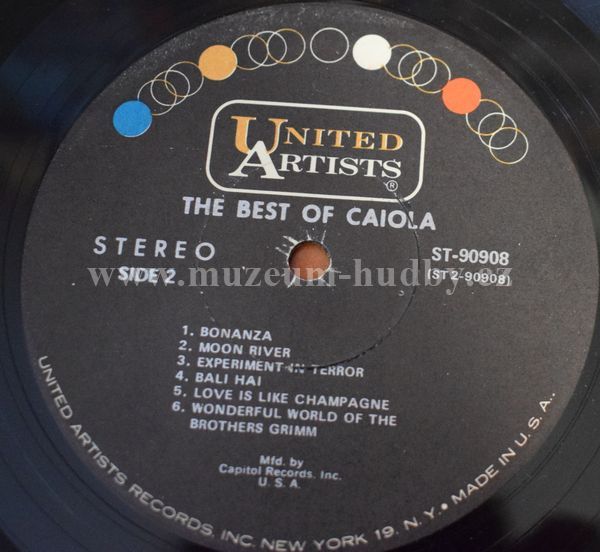 UNITED
ARTISTS®
THE BEST OF CAIOLA
STEREO
SIDE 2
ST-90908
(ST 2-90908)
www.muzeum-hudby.cz
1. BONANZA
2. MOON RIVER
3. EXPERIMENT IN TERROR
4. BALI HAI
5. LOVE IS LIKE CHAMPAGNE
6. WONDERFUL WORLD OF THE
BROTHERS GRIMM
Mfd. by
Capitol Records, Inc.
U. S. A.
UNITED ARTISTS RECORDS, INC. NEW YORK 19, N. Y. • MADE IN U. S. A..